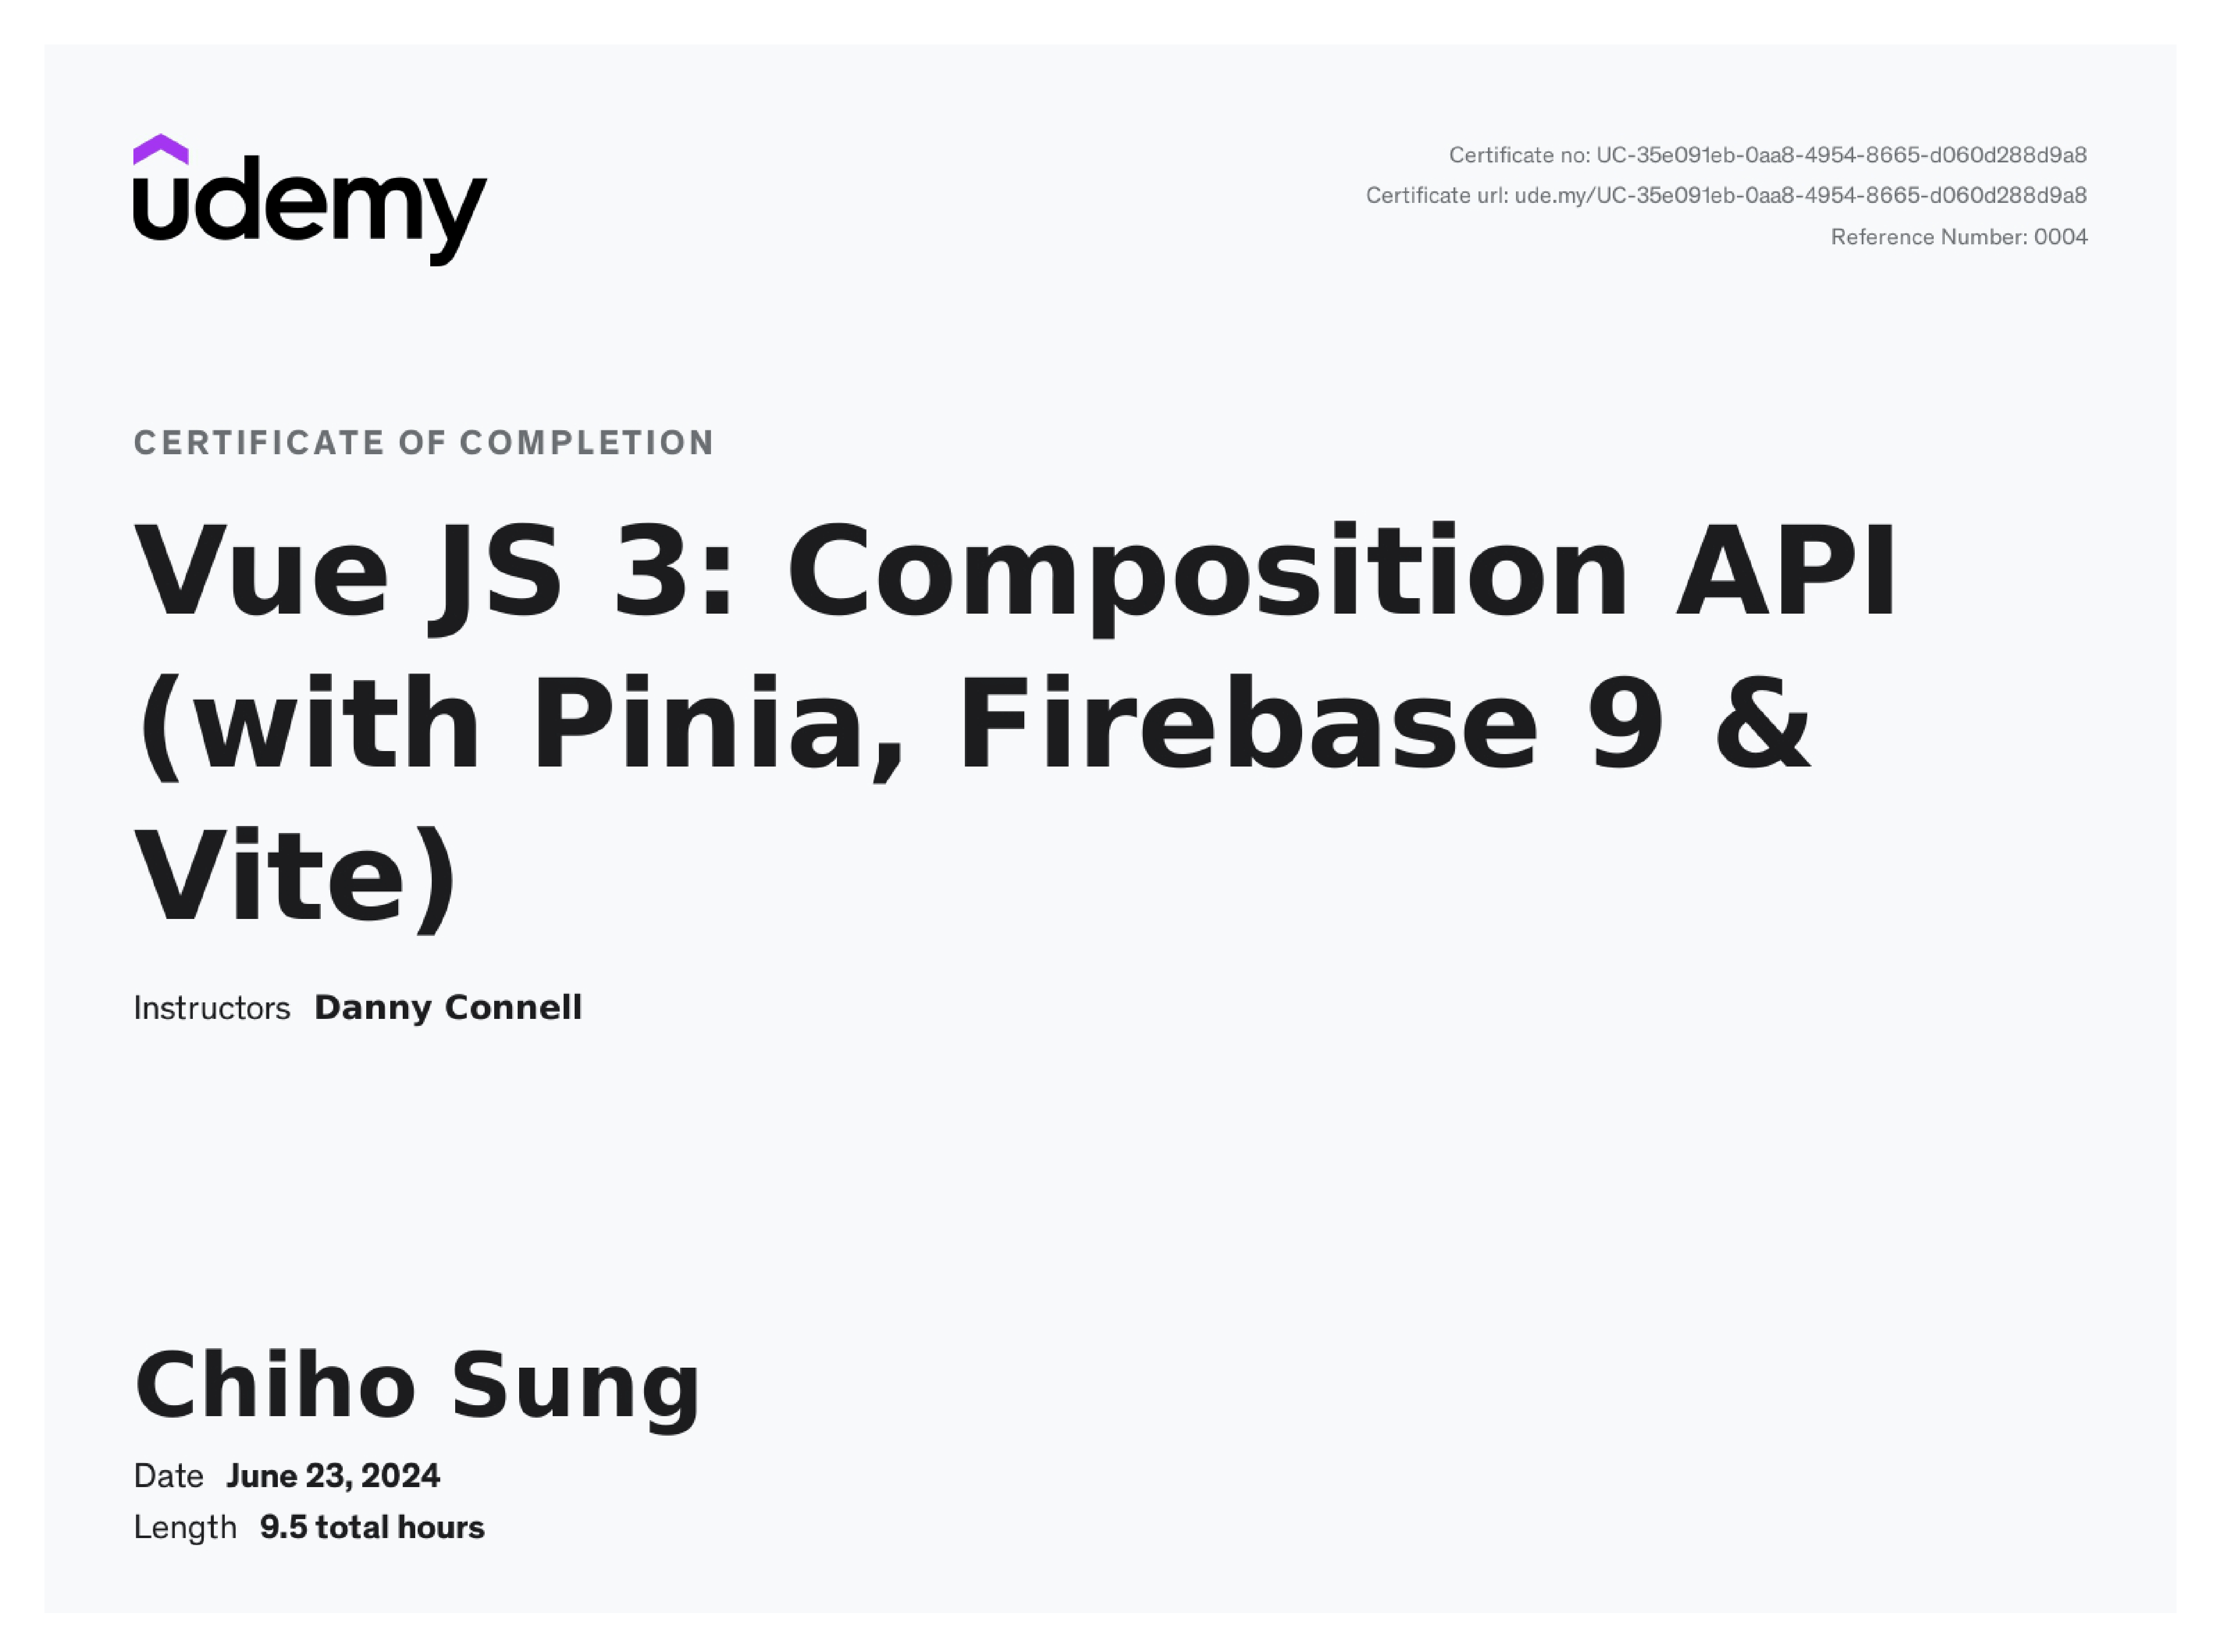 udemy
Certificate no: UC-35e091eb-0aa8-4954-8665-d060d288d9a8
Certificate url: ude.my/UC-35e091eb-0aa8-4954-8665-d060d288d9a8
Reference Number: 0004
CERTIFICATE OF COMPLETION
Vue JS 3: Composition API
(with Pinia, Firebase 9 &
Vite)
Instructors Danny Connell
Chiho Sung
Date June 23, 2024
Length 9.5 total hours